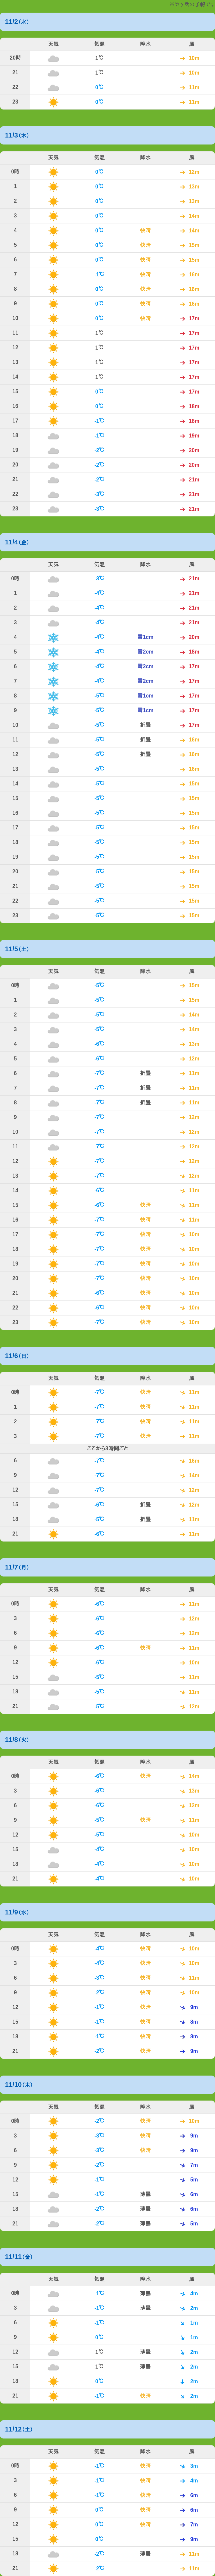 11/2(水)
天気 気温 降水 風
20時 1℃ 10m
21 1℃ 10m
22 0℃ 11m
23 0℃ 11m
11/3(木)
天気 気温 降水 風
0時 0℃ 12m
1 0℃ 13m
2 0℃ 13m
3 0℃ 14m
4 0℃ 快晴 14m
5 0℃ 快晴 15m
6 0℃ 快晴 15m
7 -1℃ 快晴 16m
8 0℃ 快晴 16m
9 0℃ 快晴 16m
10 0℃ 快晴 17m
11 1℃ 17m
12 1℃ 17m
13 1℃ 17m
14 1℃ 17m
15 0℃ 17m
16 0℃ 18m
17 -1℃ 18m
18 -1℃ 19m
19 -2℃ 20m
20 -2℃ 20m
21 -2℃ 21m
22 -3℃ 21m
23 -3℃ 21m
11/4(金)
天気 気温 降水 風
0時 -3℃ 21m
1 -4℃ 21m
2 -4℃ 21m
3 -4℃ 21m
4 -4℃ 雪1cm 20m
5 -4℃ 雪2cm 18m
6 -4℃ 雪2cm 17m
7 -4℃ 雪2cm 17m
8 -5℃ 雪1cm 17m
9 -5℃ 雪1cm 17m
10 -5℃ 折曇 17m
11 -5℃ 折曇 16m
12 -5℃ 折曇 16m
13 -5℃ 16m
14 -5℃ 15m
15 -5℃ 15m
16 -5℃ 15m
17 -5℃ 15m
18 -5℃ 15m
19 -5℃ 15m
20 -5℃ 15m
21 -5℃ 15m
22 -5℃ 15m
23 -5℃ 15m
11/5(土)
天気 気温 降水 風
0時 -5℃ 15m
1 -5℃ 15m
2 -5℃ 14m
3 -5℃ 14m
4 -6℃ 13m
5 -6℃ 12m
6 -7℃ 折曇 11m
7 -7℃ 折曇 11m
8 -7℃ 折曇 11m
9 -7℃ 12m
10 -7℃ 12m
11 -7℃ 12m
12 -7℃ 12m
13 -7℃ 12m
14 -6℃ 11m
15 -6℃ 快晴 11m
16 -7℃ 快晴 11m
17 -7℃ 快晴 10m
18 -7℃ 快晴 10m
19 -7℃ 快晴 10m
20 -7℃ 快晴 10m
21 -6℃ 快晴 10m
22 -6℃ 快晴 10m
23 -7℃ 快晴 10m
11/6(日)
天気 気温 降水 風
0時 -7℃ 快晴 11m
1 -7℃ 快晴 11m
2 -7℃ 快晴 11m
3 -7℃ 快晴 11m
ここから3時間ごと
6 -7℃ 16m
9 -7℃ 14m
12 -7℃ 12m
15 -6℃ 折曇 12m
18 -5℃ 折曇 11m
21 -6℃ 11m
11/7(月)
天気 気温 降水 風
0時 -6℃ 11m
3 -6℃ 12m
6 -6℃ 12m
9 -6℃ 快晴 11m
12 -6℃ 10m
15 -5℃ 11m
18 -5℃ 11m
21 -5℃ 12m
11/8(火)
天気 気温 降水 風
0時 -6℃ 快晴 14m
3 -6℃ 13m
6 -6℃ 12m
9 -5℃ 快晴 11m
12 -5℃ 10m
15 -4℃ 10m
18 -4℃ 10m
21 -4℃ 10m
11/9(水)
天気 気温 降水 風
0時 -4℃ 快晴 10m
3 -4℃ 快晴 10m
6 -3℃ 快晴 11m
9 -2℃ 快晴 10m
12 -1℃ 快晴 9m
15 -1℃ 快晴 8m
18 -1℃ 快晴 8m
21 -2℃ 快晴 9m
11/10(木)
天気 気温 降水 風
0時 -2℃ 快晴 10m
3 -3℃ 快晴 9m
6 -3℃ 快晴 9m
9 -2℃ 7m
12 -1℃ 5m
15 -1℃ 薄曇 6m
18 -2℃ 薄曇 6m
21 -2℃ 薄曇 5m
11/11(金)
天気 気温 降水 風
0時 -1℃ 薄曇 4m
3 -1℃ 薄曇 2m
6 -1℃ 1m
9 0℃ 1m
12 1℃ 薄曇 2m
15 1℃ 薄曇 2m
18 0℃ 2m
21 -1℃ 快晴 2m
11/12(土)
天気 気温 降水 風
0時 -1℃ 快晴 3m
3 -1℃ 快晴 4m
6 -1℃ 快晴 6m
9 0℃ 快晴 6m
12 0℃ 快晴 7m
15 0℃ 9m
18 -2℃ 薄曇 11m
21 -2℃ 11m